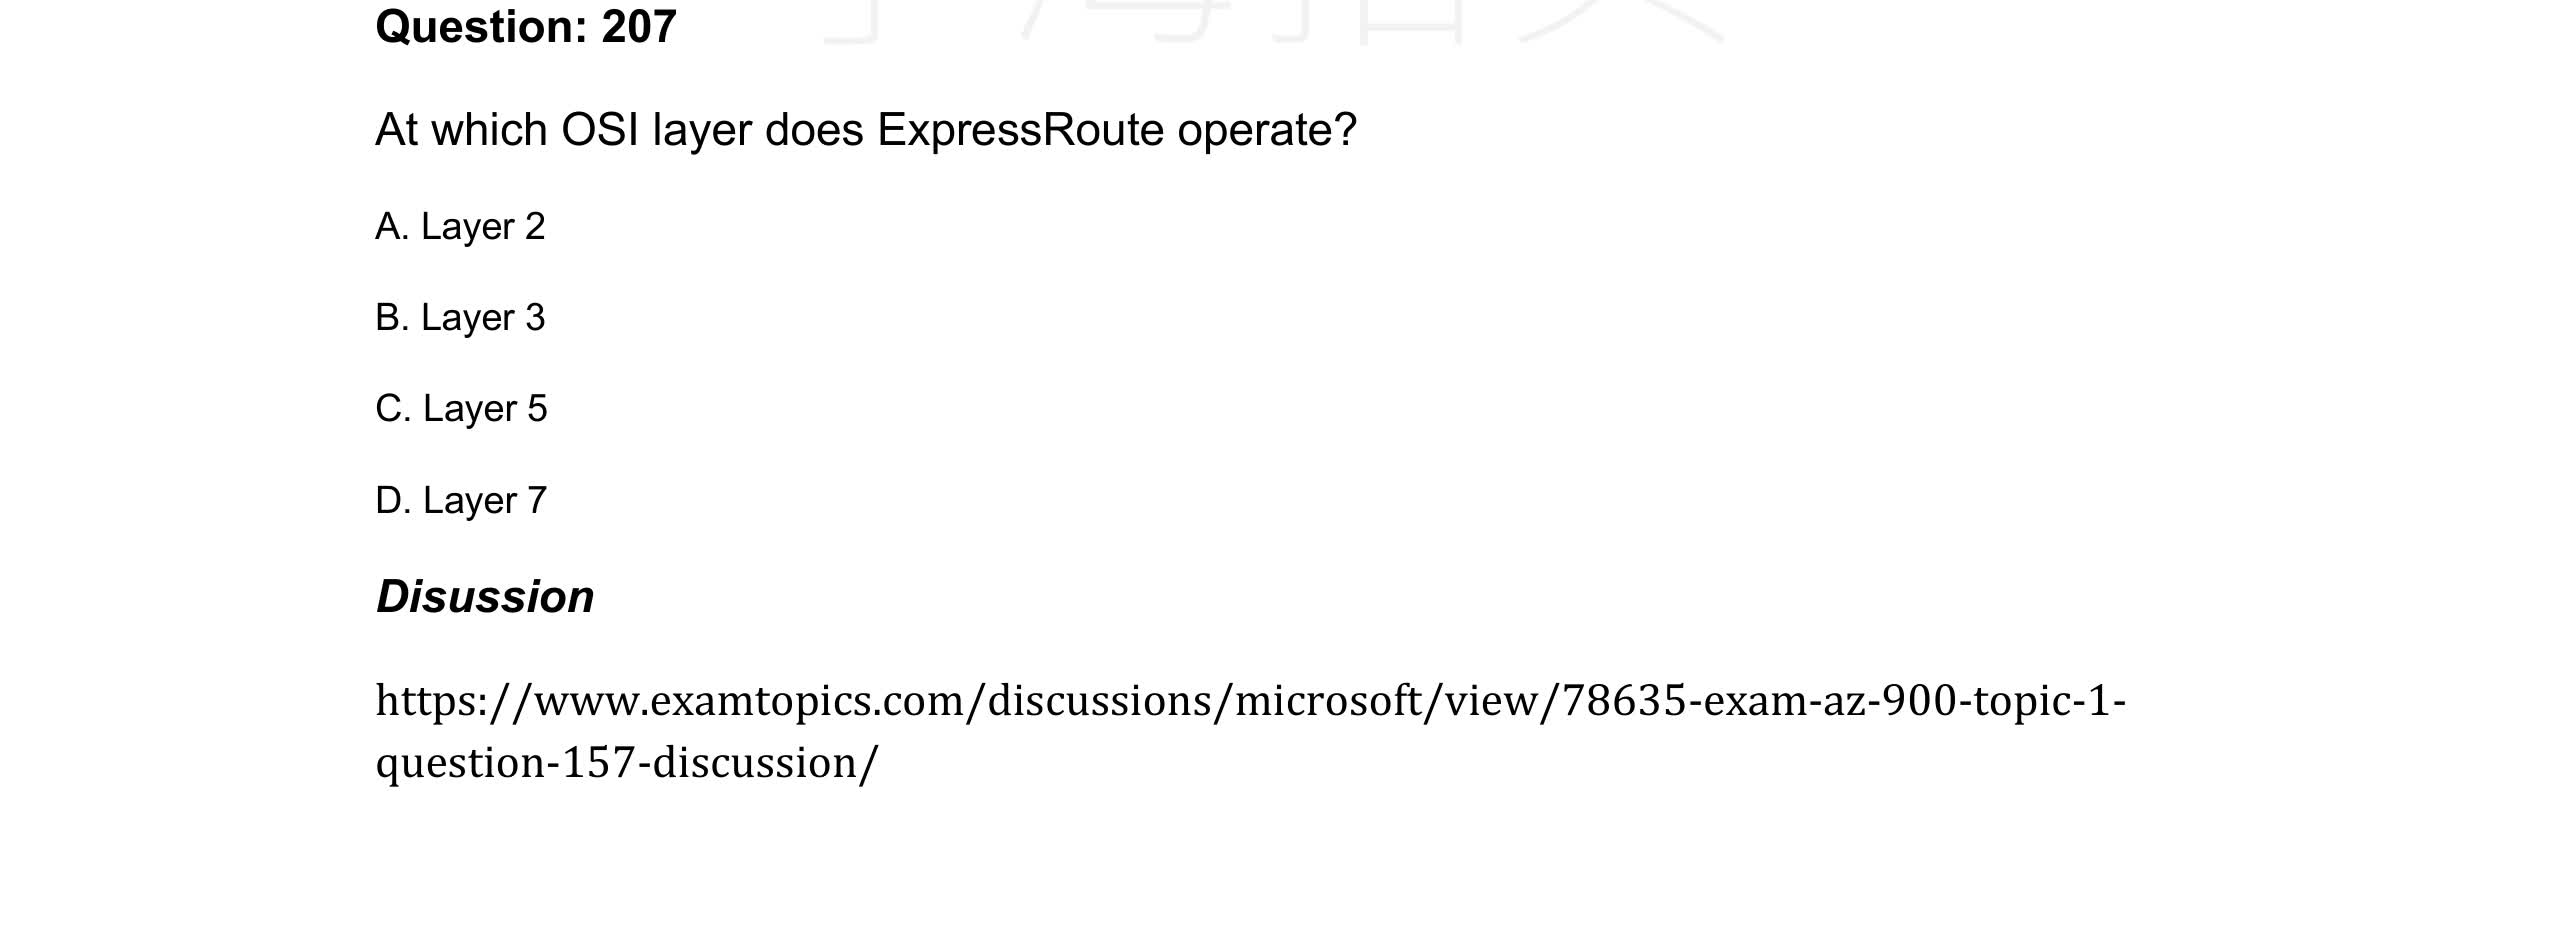 Question: 207
At which OSI layer does ExpressRoute operate?
A. Layer 2
B. Layer 3
C. Layer 5
D. Layer 7
Disussion
https://www.examtopics.com/discussions/microsoft/view/78635-exam-az-900-topic-1-
question-157-discussion/